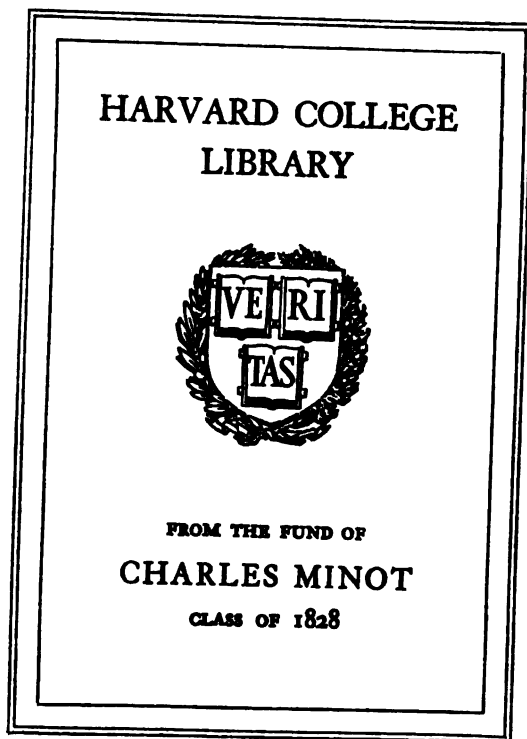 HARVARD COLLEGE
LIBRARY
VE RI
TAS
FROM THE FUND OF
CHARLES MINOT
CLASS OF 1828